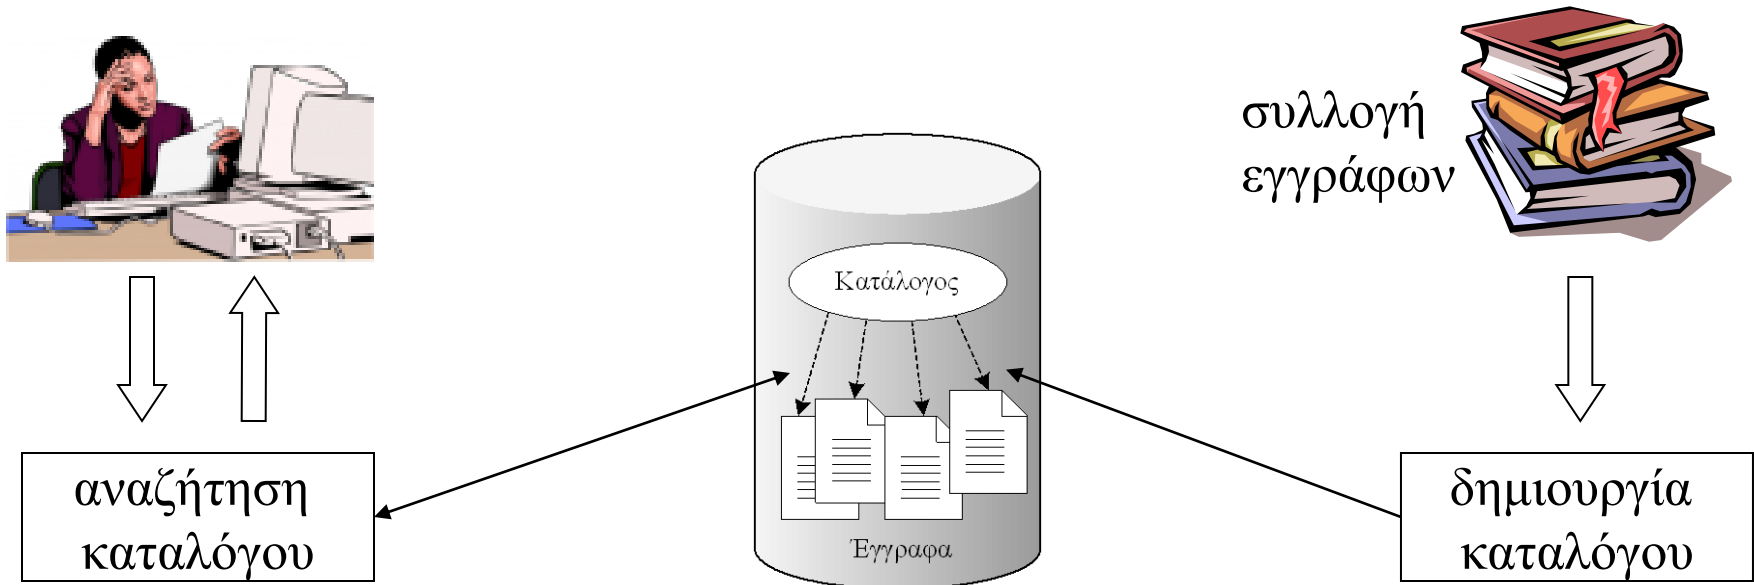 συλλογή
εγγράφων
Κατάλογος
Έγγραφα
αναζήτηση
καταλόγου
δημιουργία
καταλόγου